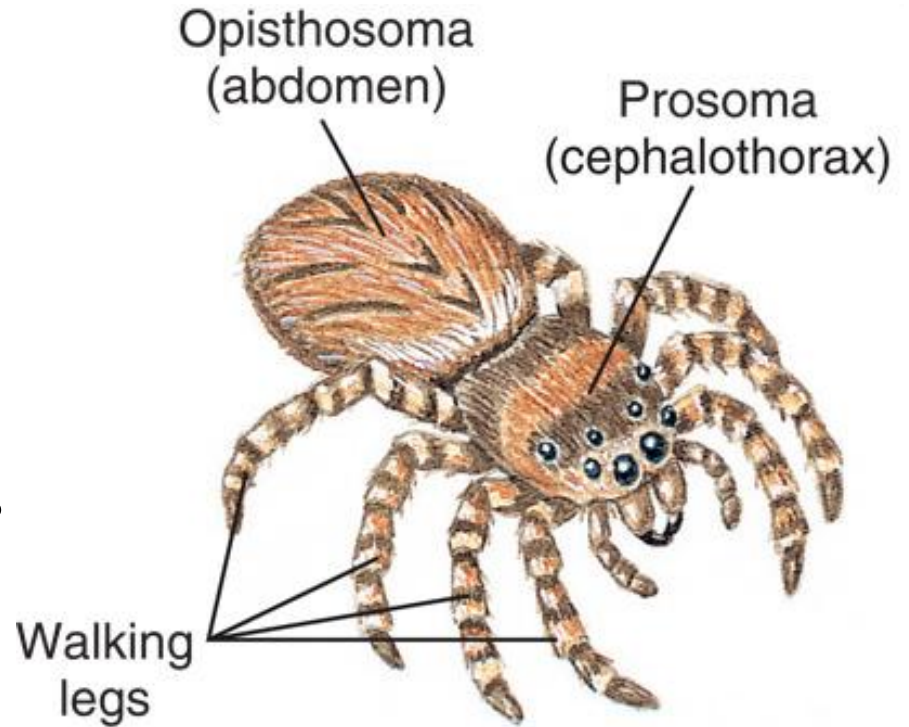 Opisthosoma
(abdomen)
Prosoma
(cephalothorax)
Walking
legs